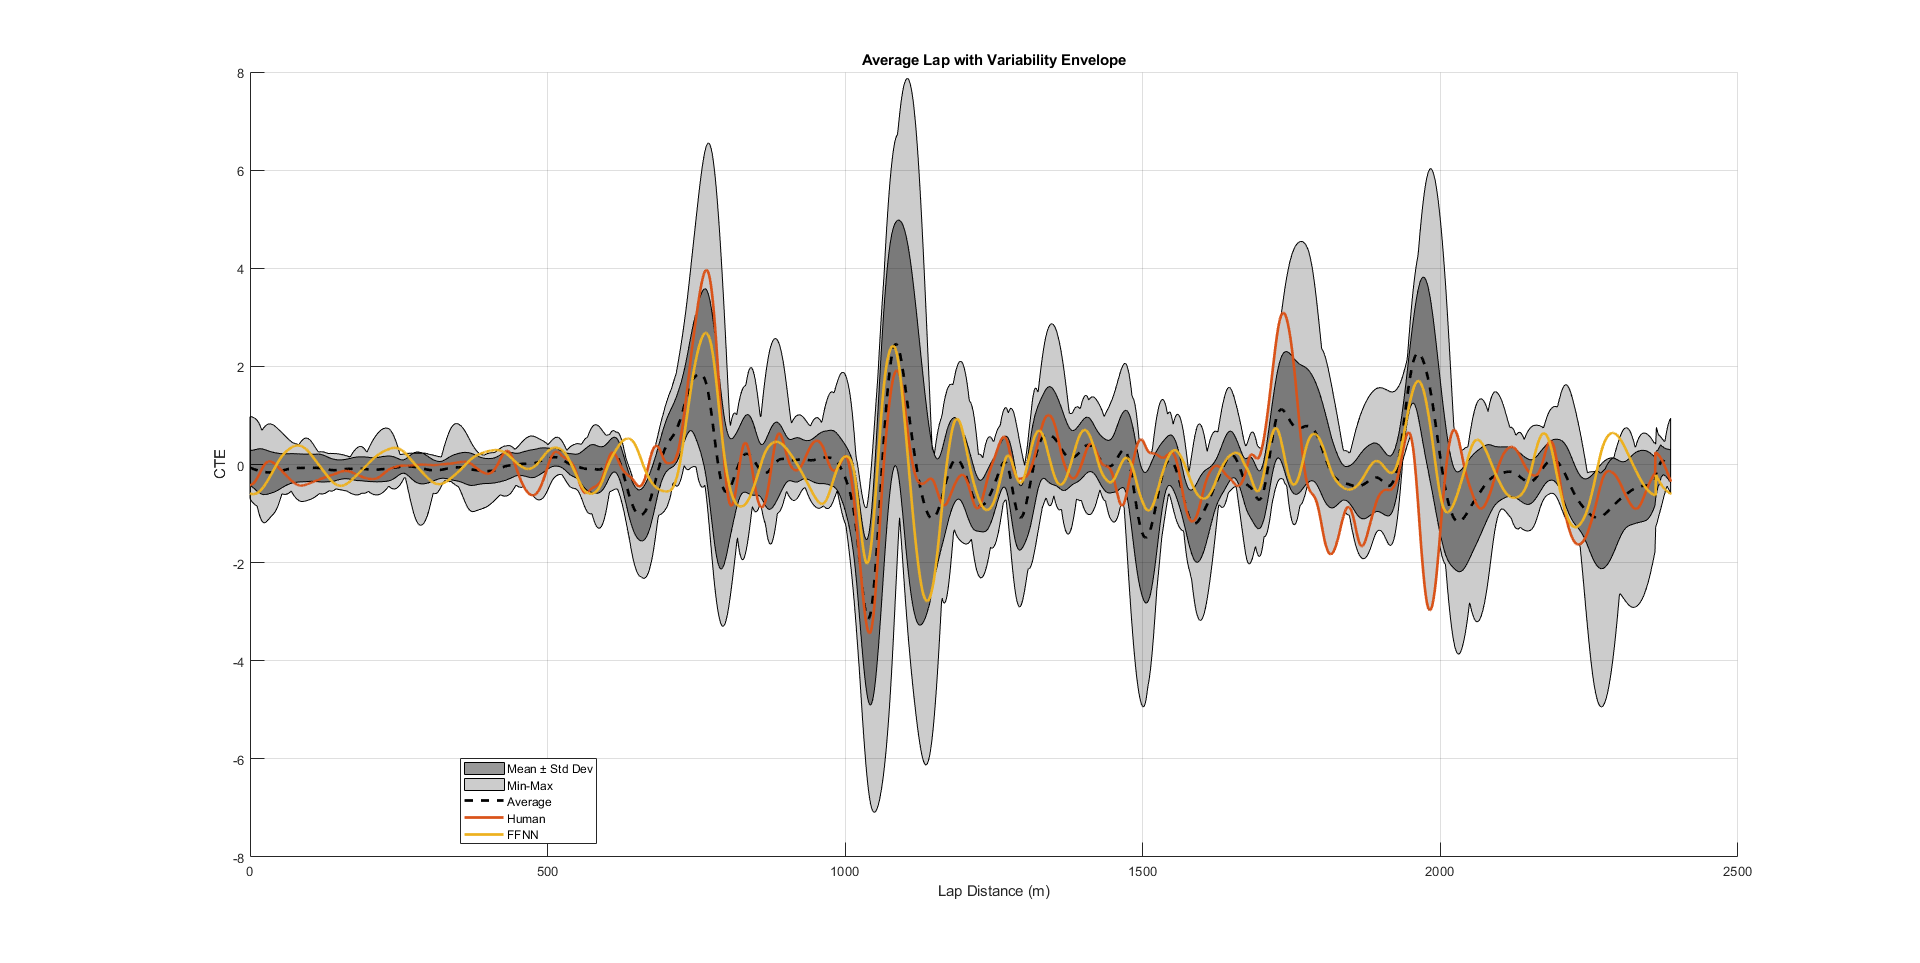 Average Lap with Variability Envelope
8
6
4
2
0
-2
-4
-6
-8
CTE
0 500 1000 1500 2000 2500
Lap Distance (m)
Mean ± Std Dev
Min-Max
Average
Human
FFNN